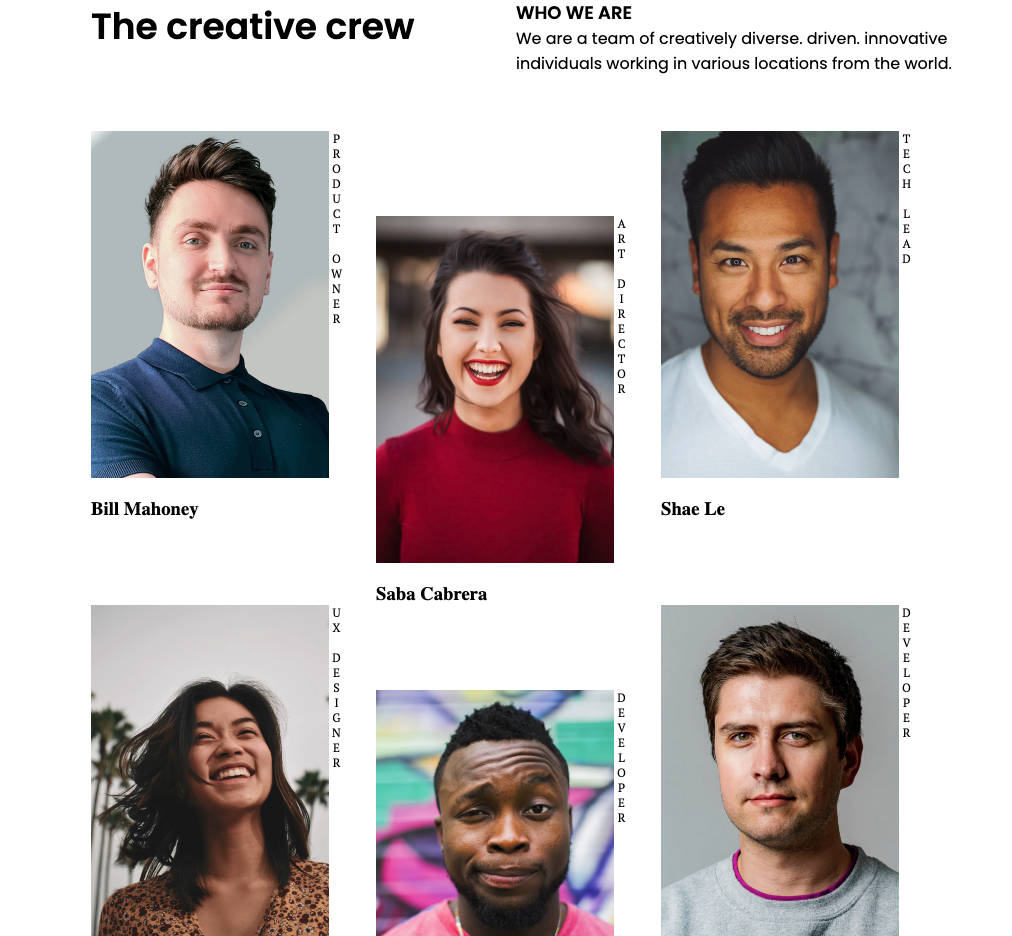 The creative crew
WHO WE ARE
We are a team of creatively diverse. driven. innovative
individuals working in various locations from the world.
PRODUCT OWNER
ART DIRECTOR
TECH LEAD
Bill Mahoney
Shae Le
Saba Cabrera
UX DESIGNER
DEVELOPER
DEVELOPER